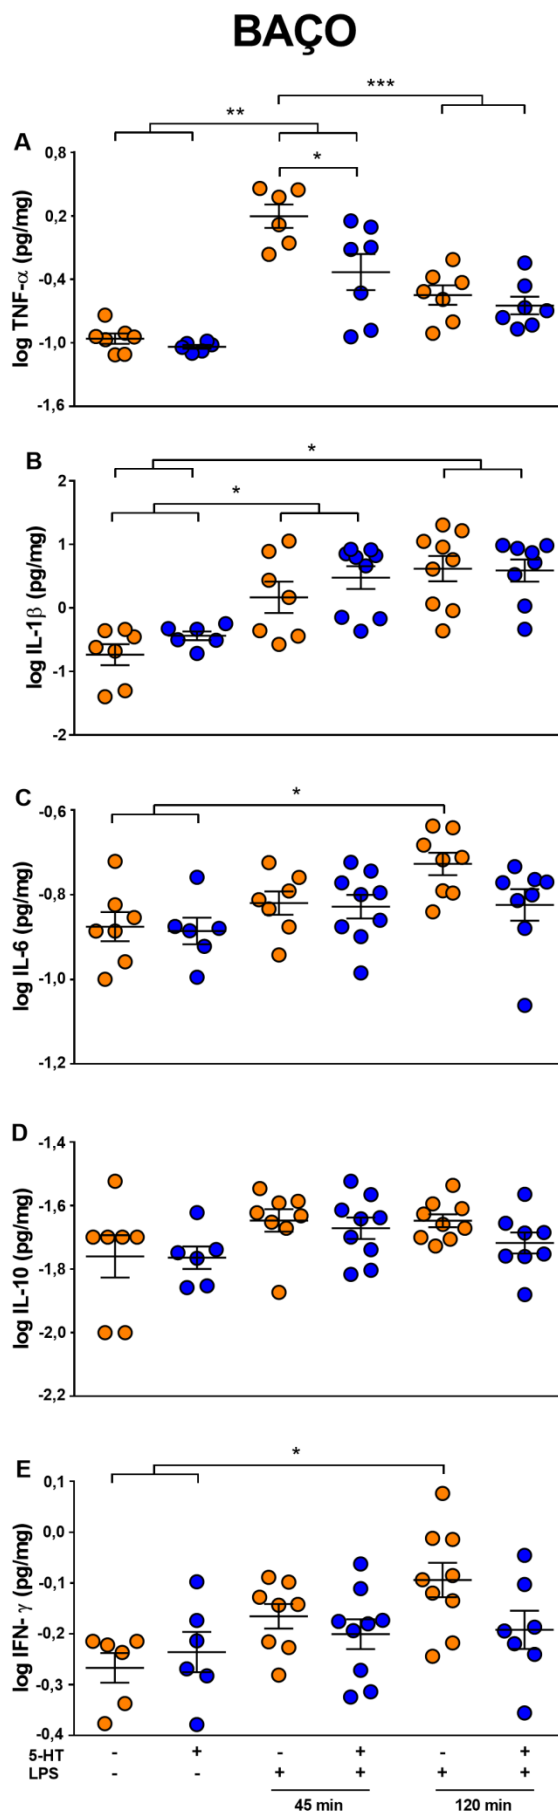 BAÇO
***
**
*
A
log TNF-α (pg/mg)
0,8
0,2
-0,4
-1,0
-1,6
*
*
B
log IL-1β (pg/mg)
2
1
0
-1
-2
*
C
log IL-6 (pg/mg)
-0,6
-0,8
-1,0
-1,2
D
log IL-10 (pg/mg)
-1,4
-1,6
-1,8
-2,0
-2,2
*
E
log IFN-γ (pg/mg)
0,1
0,0
-0,1
-0,2
-0,3
-0,4
5-HT - + - + - +
LPS - - + + + +
45 min 120 min